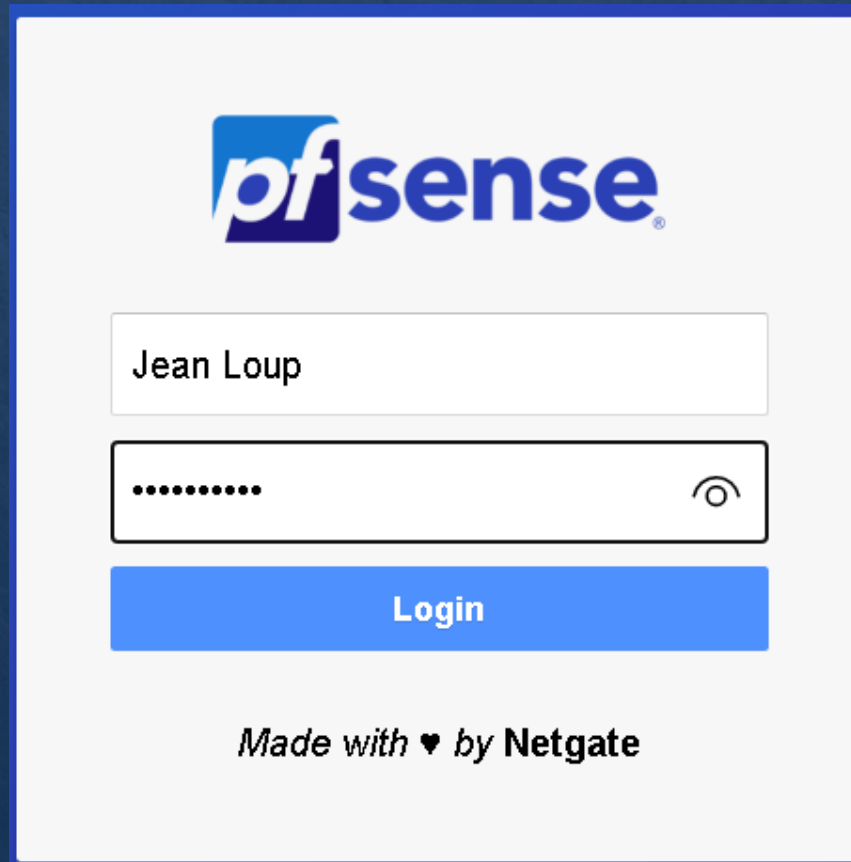 pfsense®
Jean Loup
••••••••••
Login
Made with ♥ by Netgate